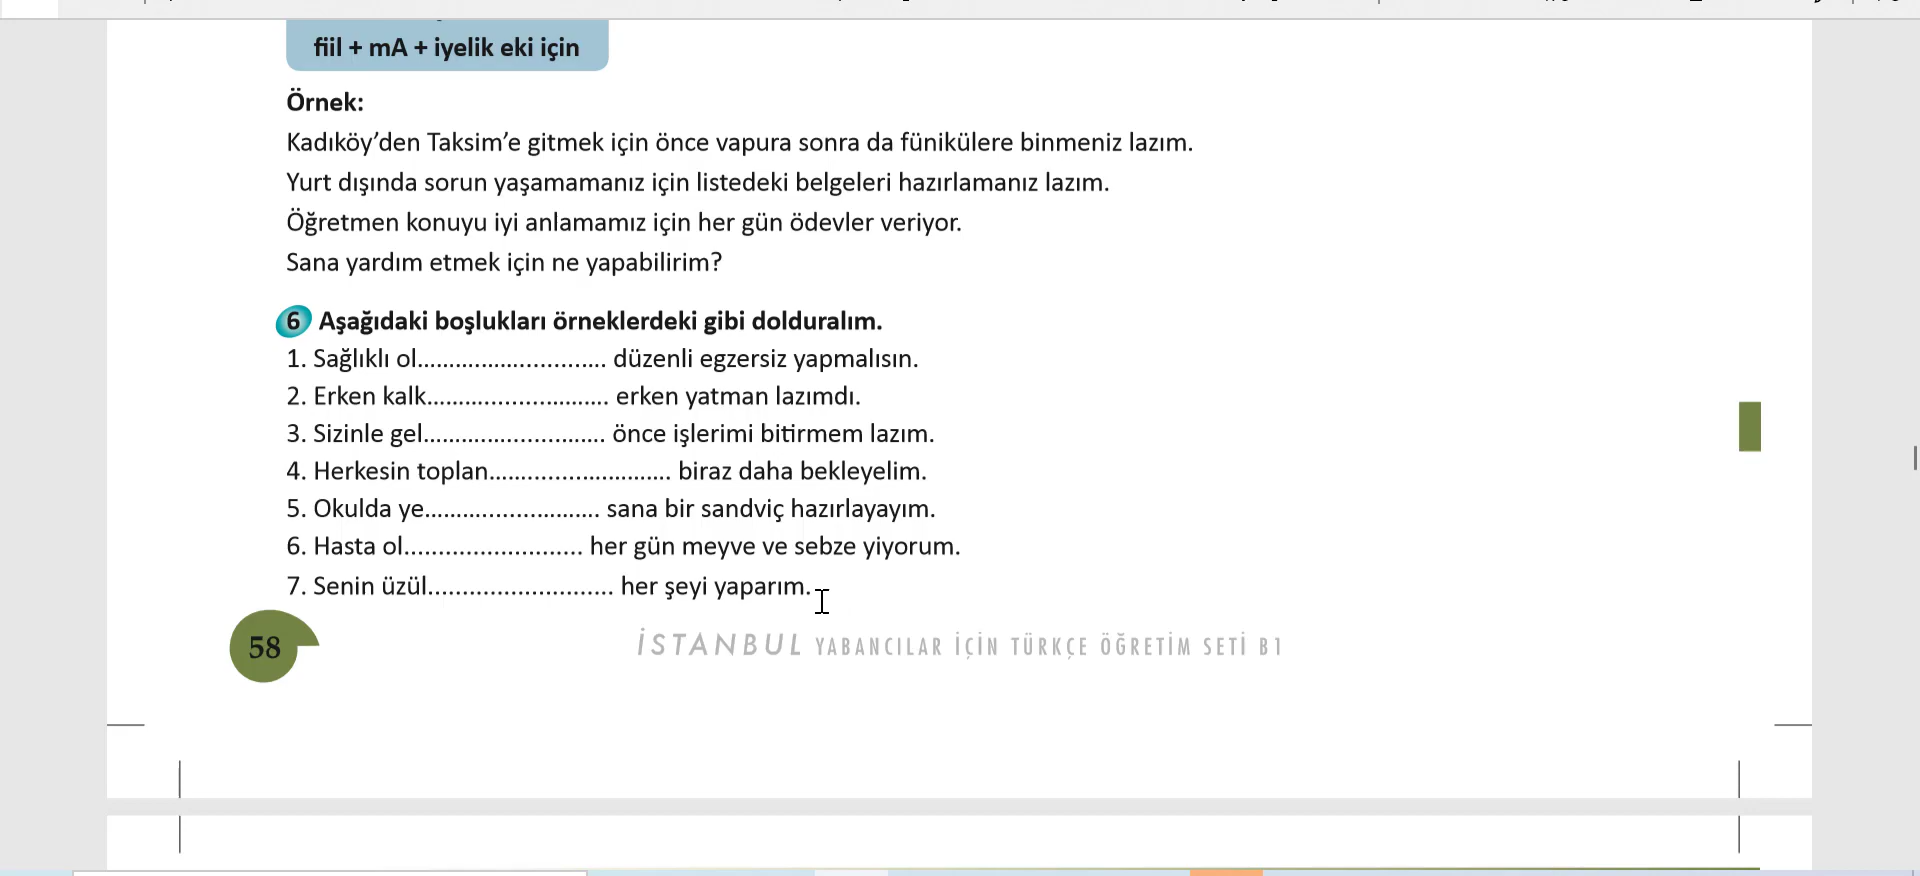 fiil + mA + iyelik eki için
Örnek:
Kadıköy’den Taksim’e gitmek için önce vapura sonra da fünikülere binmeniz lazım.
Yurt dışında sorun yaşamamanız için listedeki belgeleri hazırlamanız lazım.
Öğretmen konuyu iyi anlamamız için her gün ödevler veriyor.
Sana yardım etmek için ne yapabilirim?
6 Aşağıdaki boşlukları örneklerdeki gibi dolduralım.
1. Sağlıklı ol............................. düzenli egzersiz yapmalısın.
2. Erken kalk............................ erken yatman lazımdı.
3. Sizinle gel............................ önce işlerimi bitirmem lazım.
4. Herkesin toplan............................ biraz daha bekleyelim.
5. Okulda ye........................... sana bir sandviç hazırlayayım.
6. Hasta ol........................... her gün meyve ve sebze yiyorum.
7. Senin üzül........................... her şeyi yaparım.
58
İSTANBUL YABANCILAR İÇİN TÜRKÇE ÖĞRETİM SETİ B1